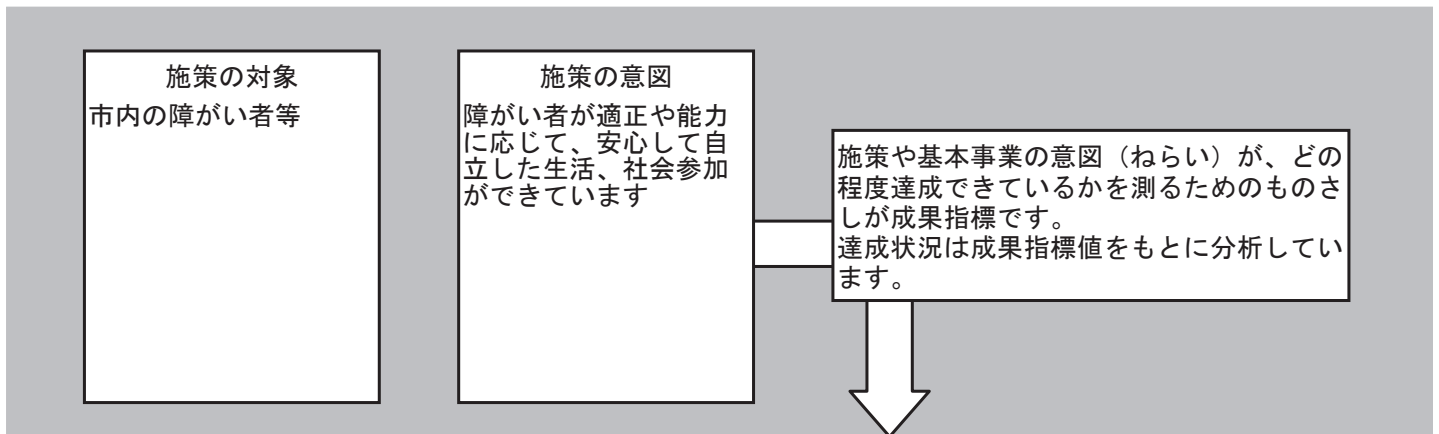 施策の対象
市内の障がい者等
施策の意図
障がい者が適正や能力
に応じて、安心して自
立した生活、社会参加
ができています
施策や基本事業の意図（ねらい）が、どの
程度達成できているかを測るためのものさ
しが成果指標です。
達成状況は成果指標値をもとに分析してい
ます。